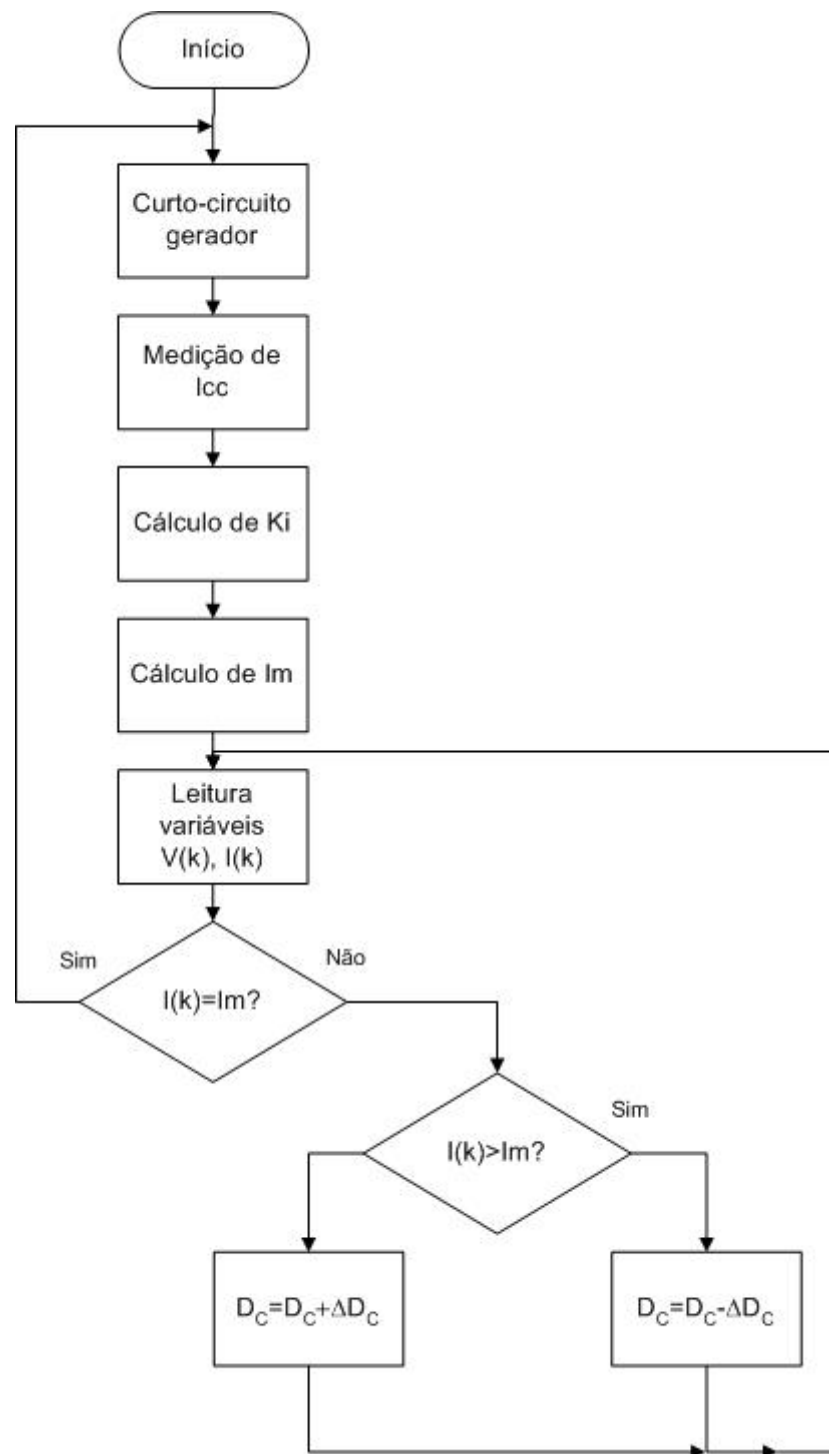 Início
Curto-circuito
gerador
Medição de
Icc
Cálculo de Ki
Cálculo de Im
Leitura
variáveis
V(k), I(k)
Sim
Não
I(k)=Im?
Sim
I(k)>Im?
D_C=D_C+ΔD_C
D_C=D_C-ΔD_C